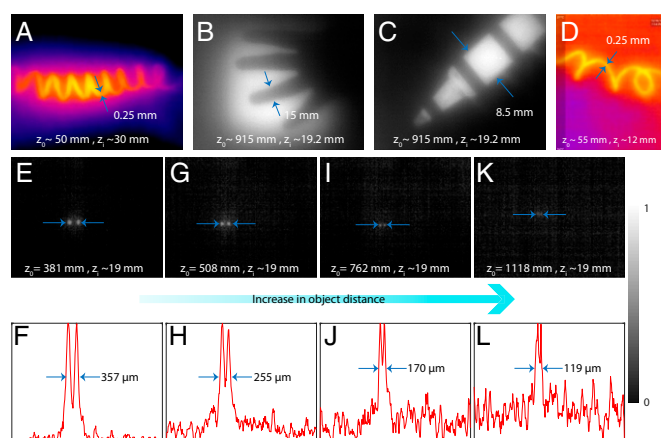 A
B
C
D
0.25 mm
15 mm
8.5 mm
0.25 mm
z₀~ 50 mm , zᵢ ~30 mm
z₀~ 915 mm , zᵢ ~19.2 mm
z₀~ 915 mm , zᵢ ~19.2 mm
z₀~ 55 mm , zᵢ ~12 mm
E
G
I
K
z₀= 381 mm , zᵢ ~19 mm
z₀= 508 mm , zᵢ ~19 mm
z₀= 762 mm , zᵢ ~19 mm
z₀= 1118 mm , zᵢ ~19 mm
1
Increase in object distance
F
H
J
L
357 µm
255 µm
170 µm
119 µm
0